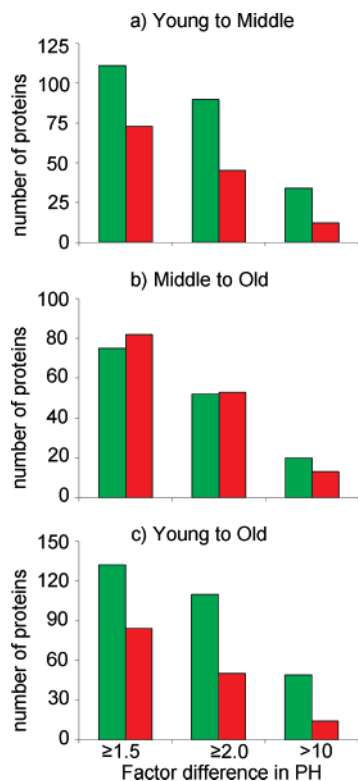 a) Young to Middle
number of proteins
125
100
75
50
25
0
b) Middle to Old
number of proteins
100
80
60
40
20
0
c) Young to Old
number of proteins
150
120
90
60
30
0
≥1.5 ≥2.0 >10
Factor difference in PH